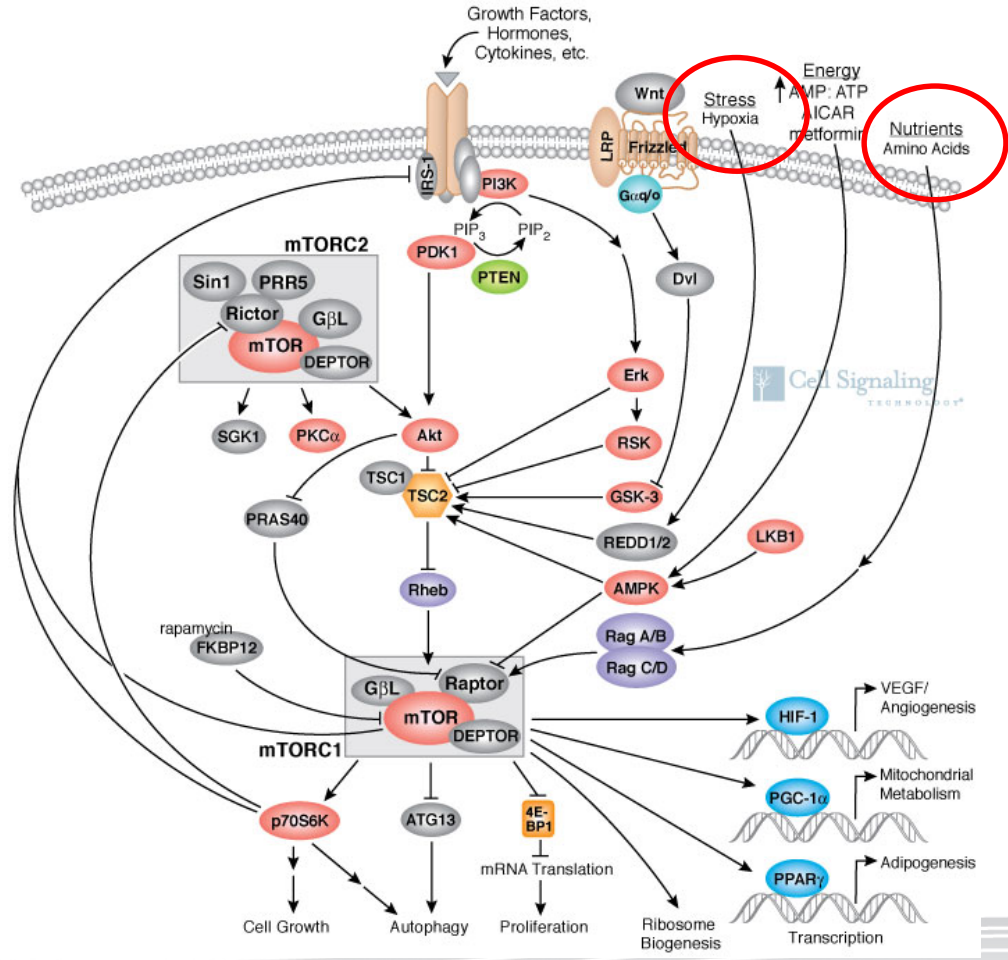 Growth Factors,
Hormones,
Cytokines, etc.
Wnt
Stress
Hypoxia
Energy
AMP: ATP
AICAR
metformin
Nutrients
Amino Acids
LRP
Frizzled
IRS-1
PI3K
Gαq/o
PIP3
PIP2
PDK1
PTEN
Dvl
mTORC2
Sin1
PRR5
Rictor
GβL
mTOR
DEPTOR
Erk
Cell Signaling
TECHNOLOGY®
SGK1
PKCα
Akt
RSK
TSC1
TSC2
GSK-3
PRAS40
REDD1/2
LKB1
Rheb
AMPK
rapamycin
FKBP12
Rag A/B
Rag C/D
GβL
Raptor
mTOR
DEPTOR
mTORC1
HIF-1
VEGF/
Angiogenesis
PGC-1α
Mitochondrial
Metabolism
p70S6K
ATG13
4E-
BP1
mRNA Translation
PPARγ
Adipogenesis
Cell Growth
Autophagy
Proliferation
Ribosome
Biogenesis
Transcription